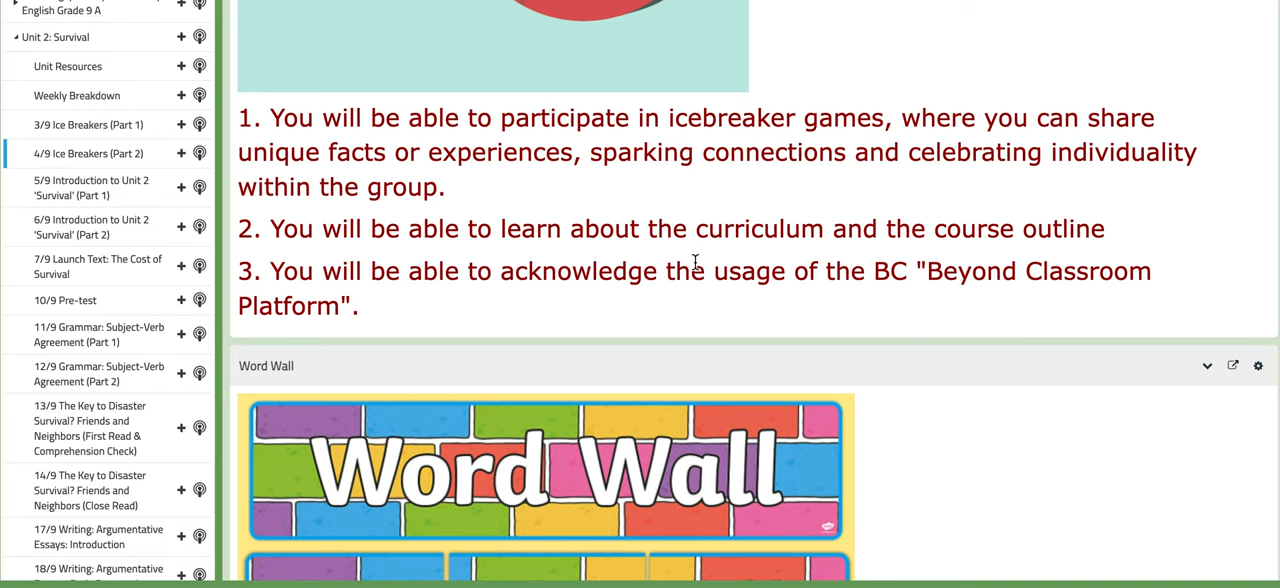 English Grade 9 A
Unit 2: Survival
Unit Resources
Weekly Breakdown
3/9 Ice Breakers (Part 1)
4/9 Ice Breakers (Part 2)
5/9 Introduction to Unit 2
'Survival' (Part 1)
6/9 Introduction to Unit 2
'Survival' (Part 2)
7/9 Launch Text: The Cost of
Survival
10/9 Pre-test
11/9 Grammar: Subject-Verb
Agreement (Part 1)
12/9 Grammar: Subject-Verb
Agreement (Part 2)
13/9 The Key to Disaster
Survival? Friends and
Neighbors (First Read &
Comprehension Check)
14/9 The Key to Disaster
Survival? Friends and
Neighbors (Close Read)
17/9 Writing: Argumentative
Essays: Introduction
18/9 Writing: Argumentative
1. You will be able to participate in icebreaker games, where you can share
unique facts or experiences, sparking connections and celebrating individuality
within the group.
2. You will be able to learn about the curriculum and the course outline
3. You will be able to acknowledge the usage of the BC "Beyond Classroom
Platform".
Word Wall
Word Wall